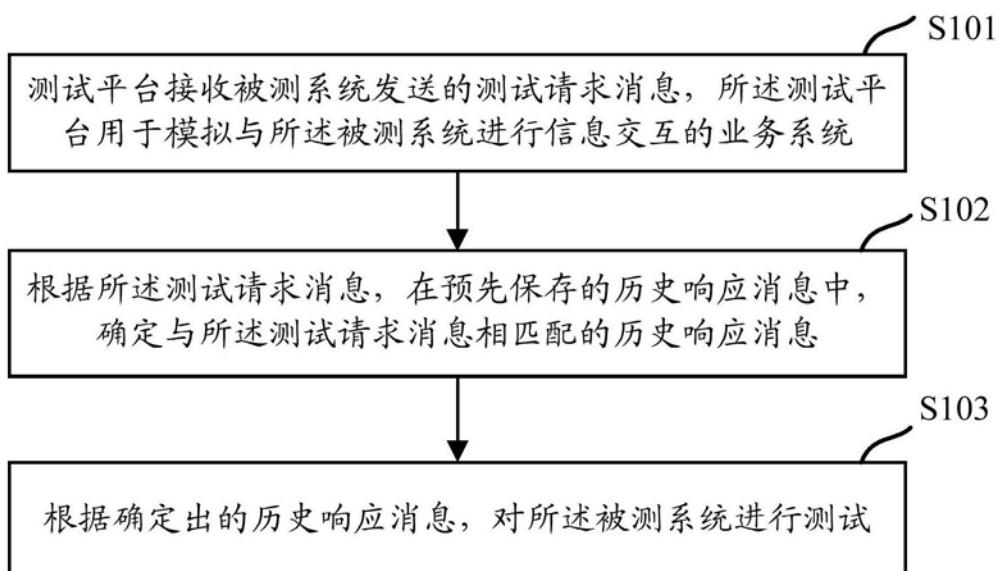 S101
测试平台接收被测系统发送的测试请求消息，所述测试平
台用于模拟与所述被测系统进行信息交互的业务系统
S102
根据所述测试请求消息，在预先保存的历史响应消息中，
确定与所述测试请求消息相匹配的历史响应消息
S103
根据确定出的历史响应消息，对所述被测系统进行测试